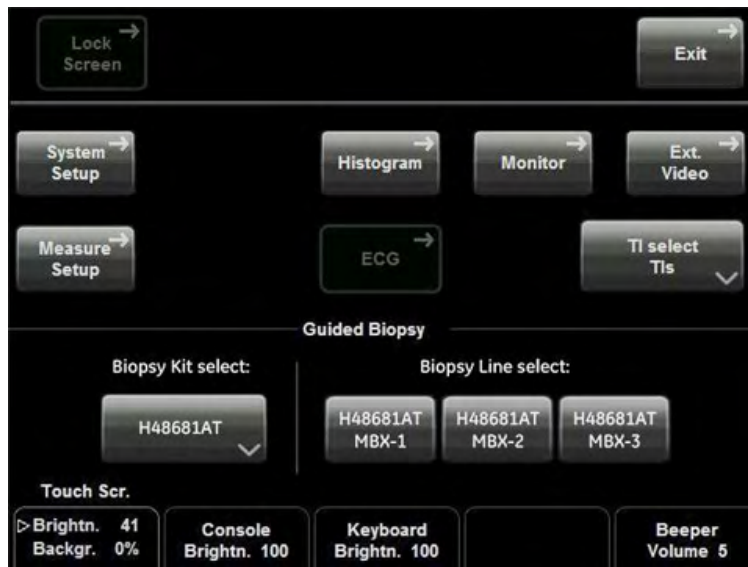 Lock
Screen
Exit
System
Setup
Histogram
Monitor
Ext.
Video
Measure
Setup
ECG
TI select
TIs
Guided Biopsy
Biopsy Kit select:
Biopsy Line select:
H48681AT
H48681AT
MBX-1
H48681AT
MBX-2
H48681AT
MBX-3
Touch Scr.
Brightn. 41
Backgr. 0%
Console
Brightn. 100
Keyboard
Brightn. 100
Beeper
Volume 5